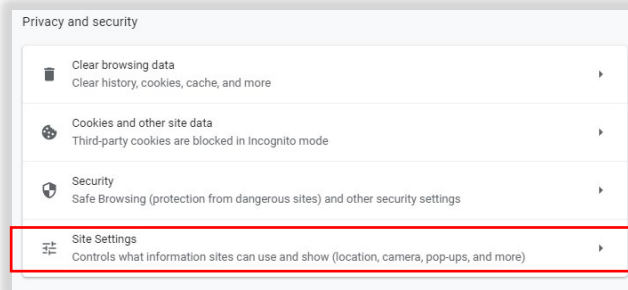 Privacy and security
Clear browsing data
Clear history, cookies, cache, and more
Cookies and other site data
Third-party cookies are blocked in Incognito mode
Security
Safe Browsing (protection from dangerous sites) and other security settings
Site Settings
Controls what information sites can use and show (location, camera, pop-ups, and more)